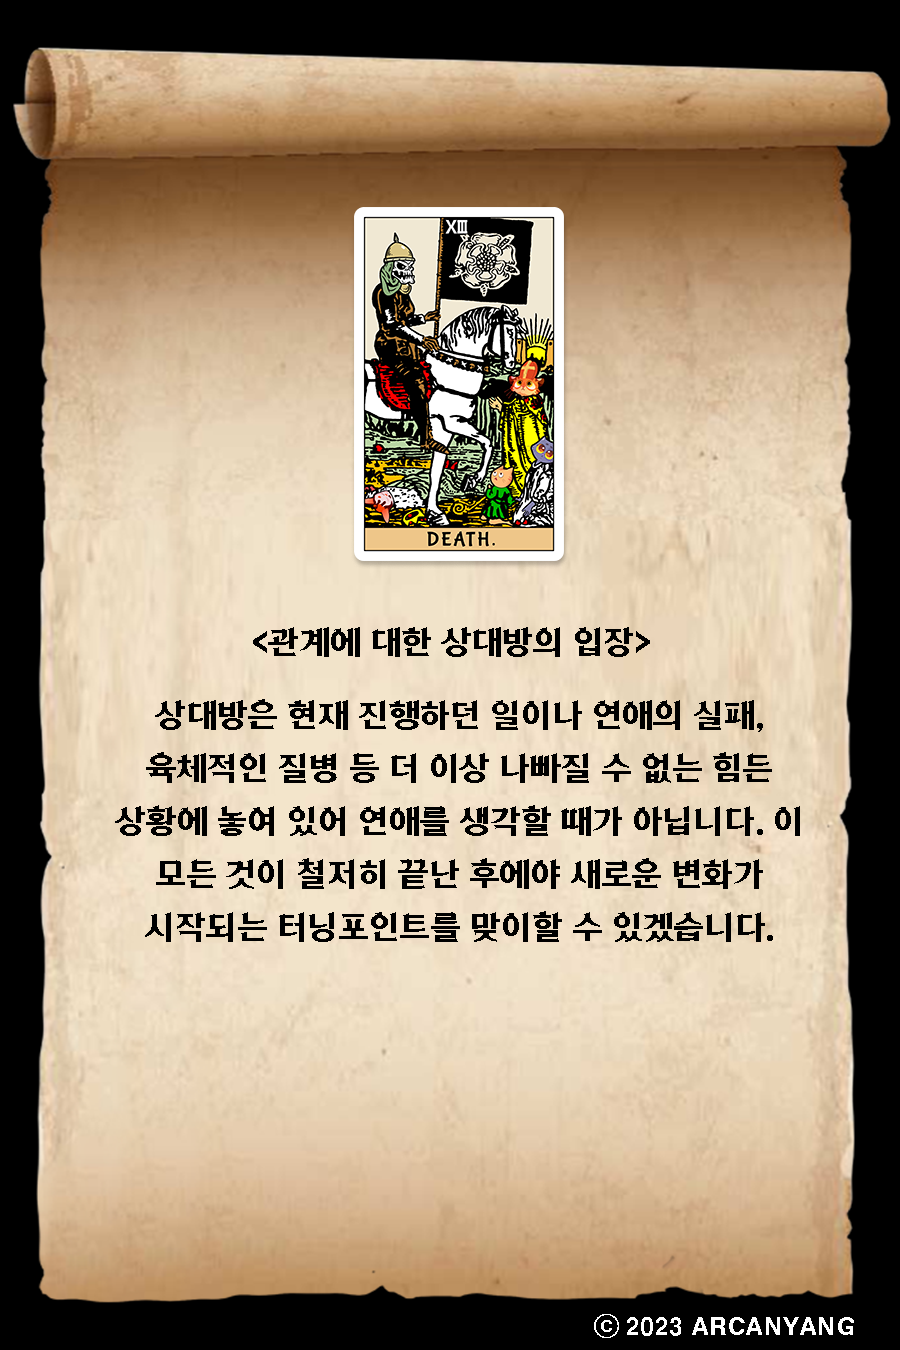 XIII
DEATH.
<관계에 대한 상대방의 입장>
상대방은 현재 진행하던 일이나 연애의 실패,
육체적인 질병 등 더 이상 나빠질 수 없는 힘든
상황에 놓여 있어 연애를 생각할 때가 아닙니다. 이
모든 것이 철저히 끝난 후에야 새로운 변화가
시작되는 터닝포인트를 맞이할 수 있겠습니다.
ⓒ 2023 ARCANYANG